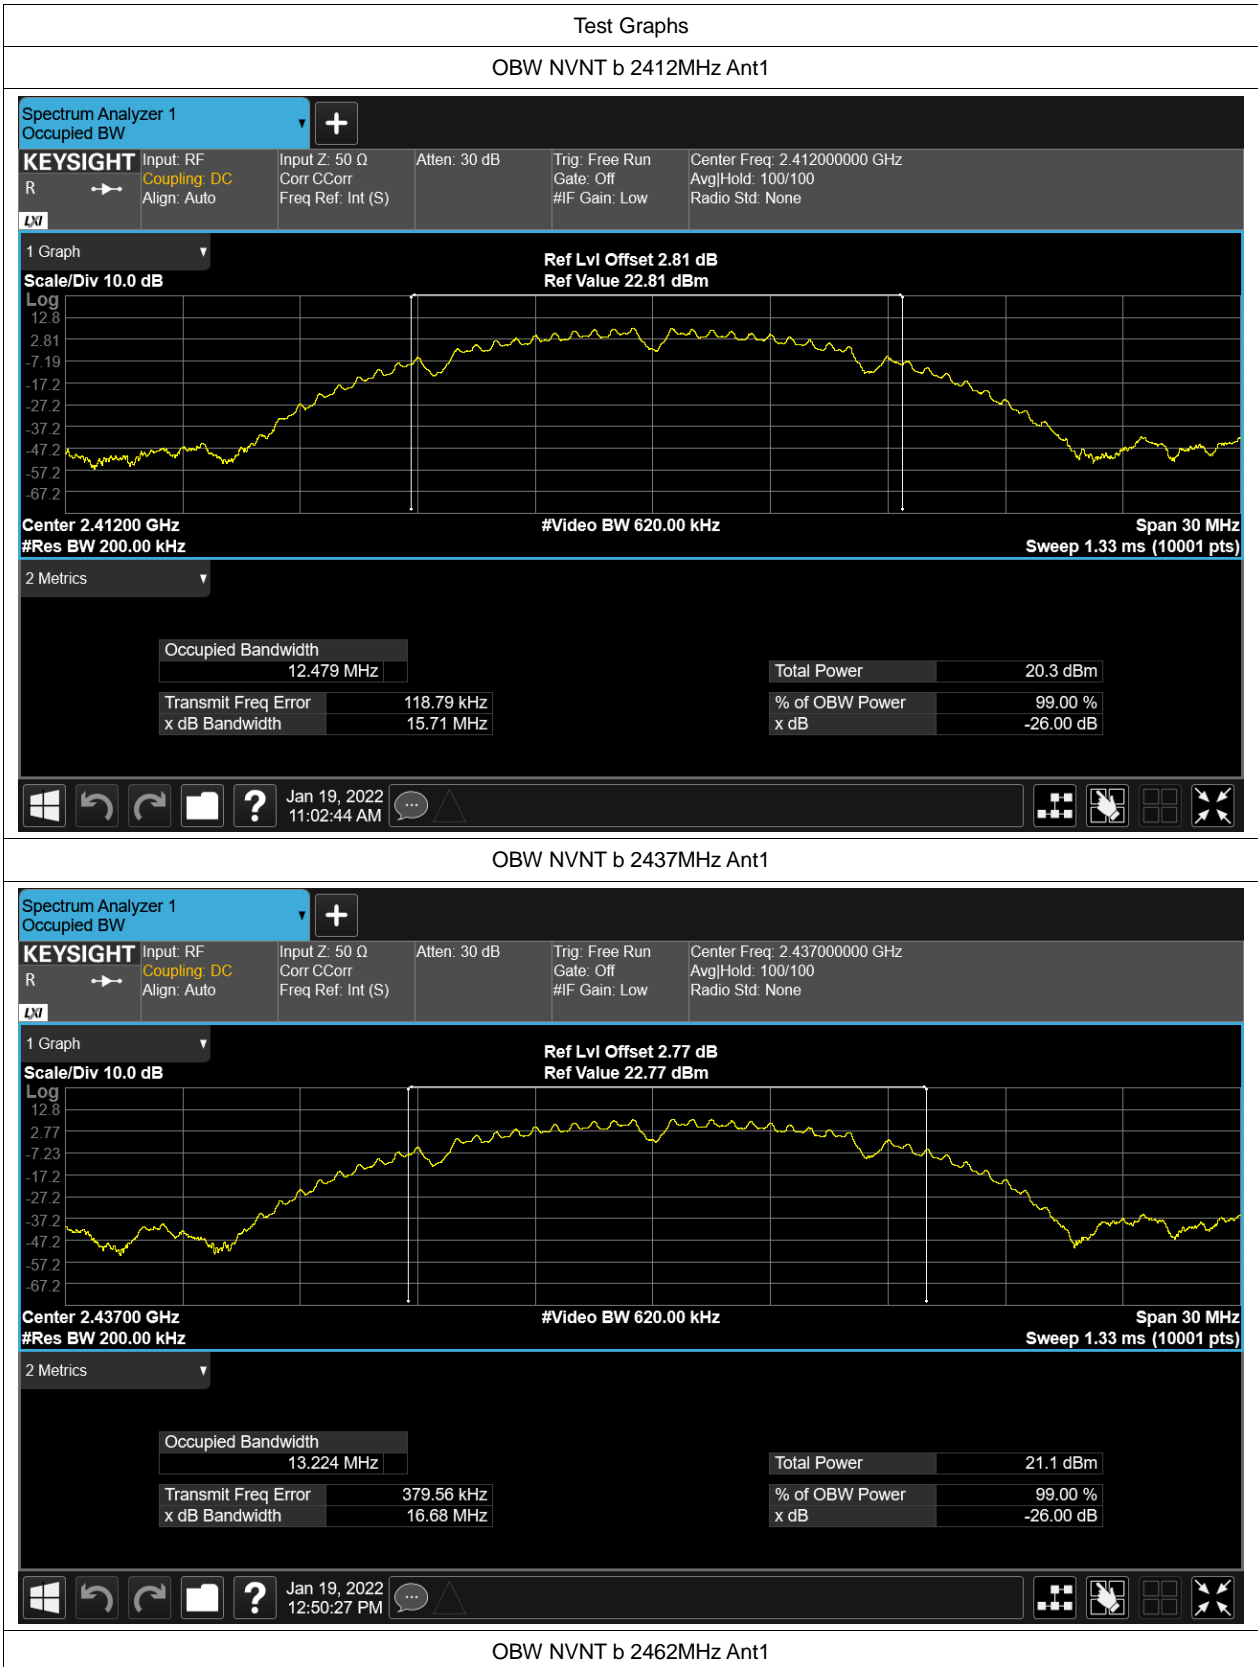 Test Graphs
OBW NVNT b 2412MHz Ant1
Spectrum Analyzer 1
Occupied BW
KEYSIGHT
R
LXI
Input: RF
Coupling: DC
Align: Auto
Input Z: 50 Ω
Corr CCorr
Freq Ref: Int (S)
Atten: 30 dB
Trig: Free Run
Gate: Off
#IF Gain: Low
Center Freq: 2.412000000 GHz
Avg|Hold: 100/100
Radio Std: None
1 Graph
Scale/Div 10.0 dB
Ref Lvl Offset 2.81 dB
Ref Value 22.81 dBm
Log
12.8
2.81
-7.19
-17.2
-27.2
-37.2
-47.2
-57.2
-67.2
Center 2.41200 GHz
#Video BW 620.00 kHz
Span 30 MHz
#Res BW 200.00 kHz
Sweep 1.33 ms (10001 pts)
2 Metrics
Occupied Bandwidth
12.479 MHz
Total Power 20.3 dBm
Transmit Freq Error 118.79 kHz
% of OBW Power 99.00 %
x dB Bandwidth 15.71 MHz
x dB -26.00 dB
Jan 19, 2022
11:02:44 AM
OBW NVNT b 2437MHz Ant1
Spectrum Analyzer 1
Occupied BW
KEYSIGHT
R
LXI
Input: RF
Coupling: DC
Align: Auto
Input Z: 50 Ω
Corr CCorr
Freq Ref: Int (S)
Atten: 30 dB
Trig: Free Run
Gate: Off
#IF Gain: Low
Center Freq: 2.437000000 GHz
Avg|Hold: 100/100
Radio Std: None
1 Graph
Scale/Div 10.0 dB
Ref Lvl Offset 2.77 dB
Ref Value 22.77 dBm
Log
12.8
2.77
-7.23
-17.2
-27.2
-37.2
-47.2
-57.2
-67.2
Center 2.43700 GHz
#Video BW 620.00 kHz
Span 30 MHz
#Res BW 200.00 kHz
Sweep 1.33 ms (10001 pts)
2 Metrics
Occupied Bandwidth
13.224 MHz
Total Power 21.1 dBm
Transmit Freq Error 379.56 kHz
% of OBW Power 99.00 %
x dB Bandwidth 16.68 MHz
x dB -26.00 dB
Jan 19, 2022
12:50:27 PM
OBW NVNT b 2462MHz Ant1